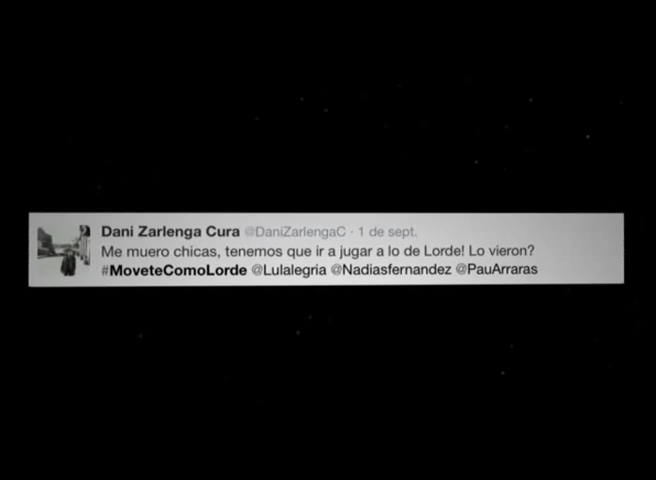 Dani Zarlenga Cura @DaniZarlengaC · 1 de sept.
Me muero chicas, tenemos que ir a jugar a lo de Lorde! Lo vieron?
#MoveteComoLorde @Lulalegria @Nadiasfernandez @PauArraras